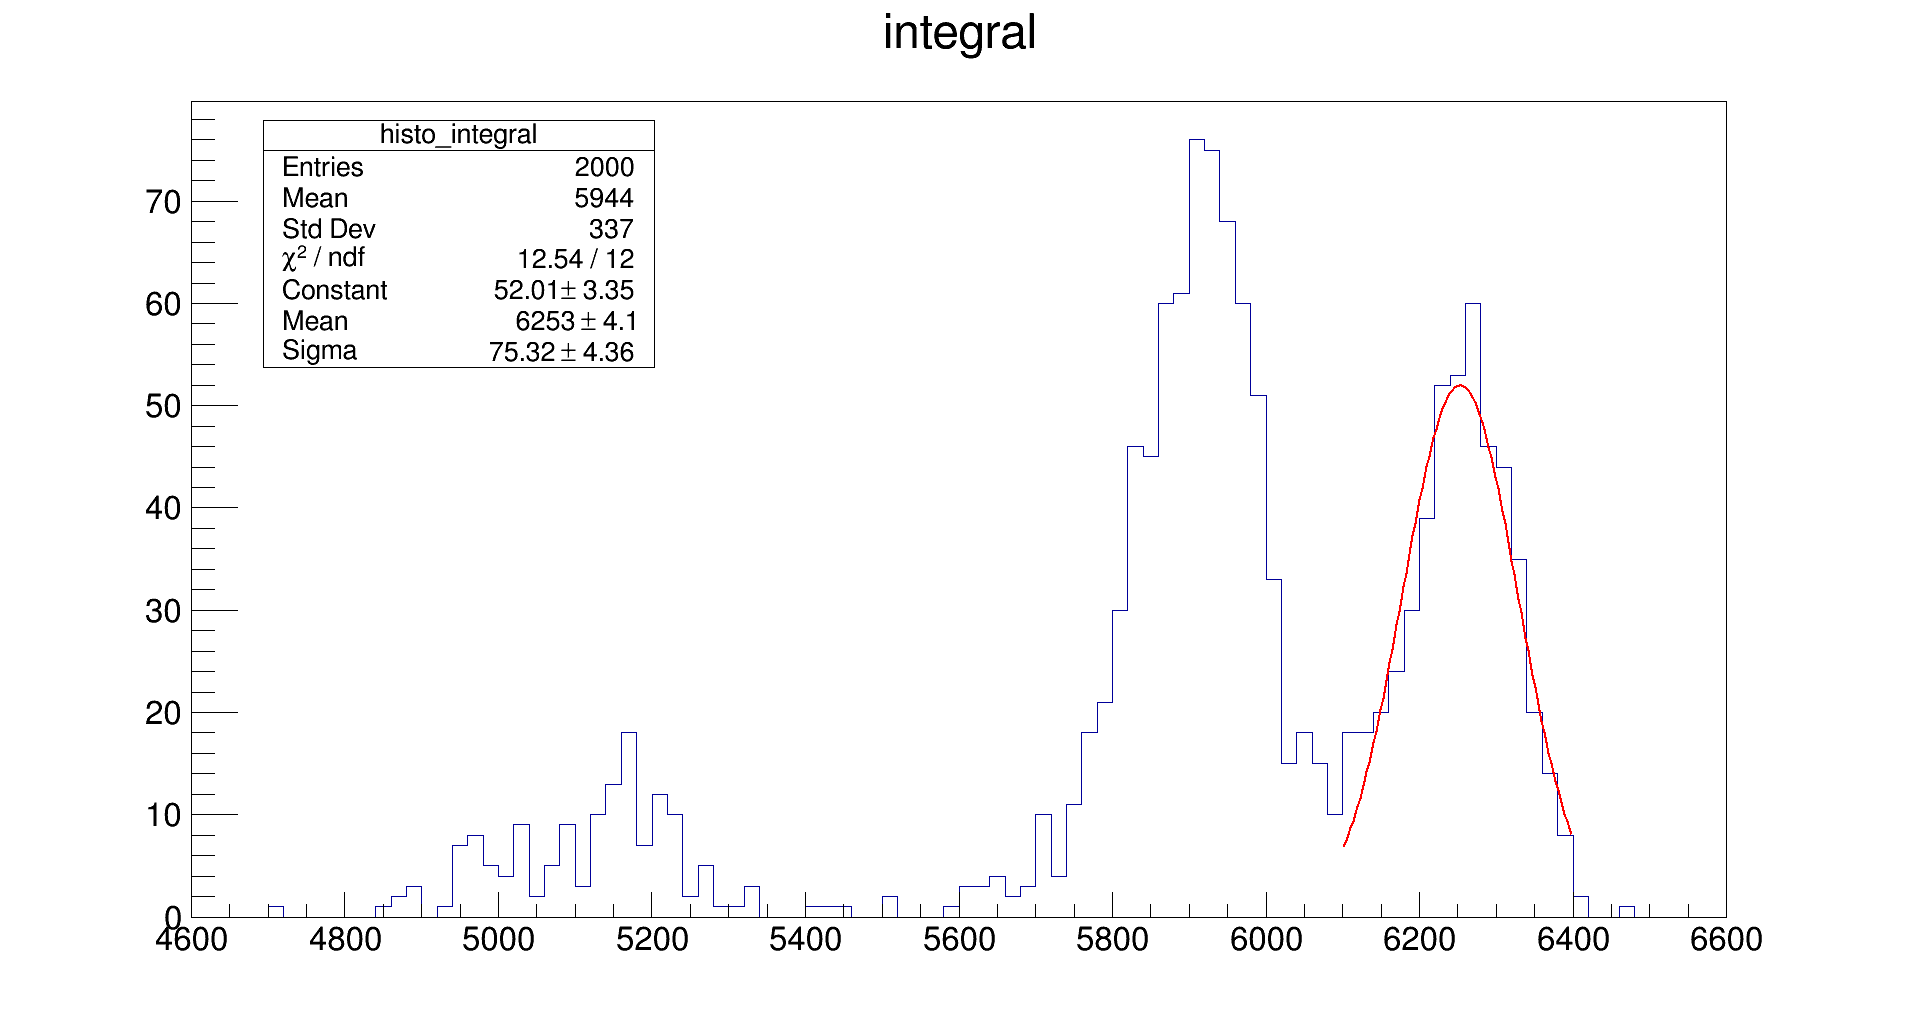 integral
histo_integral
Entries 2000
Mean 5944
Std Dev 337
χ² / ndf 12.54 / 12
Constant 52.01± 3.35
Mean 6253 ± 4.1
Sigma 75.32 ± 4.36
70
60
50
40
30
20
10
0
4600 4800 5000 5200 5400 5600 5800 6000 6200 6400 6600